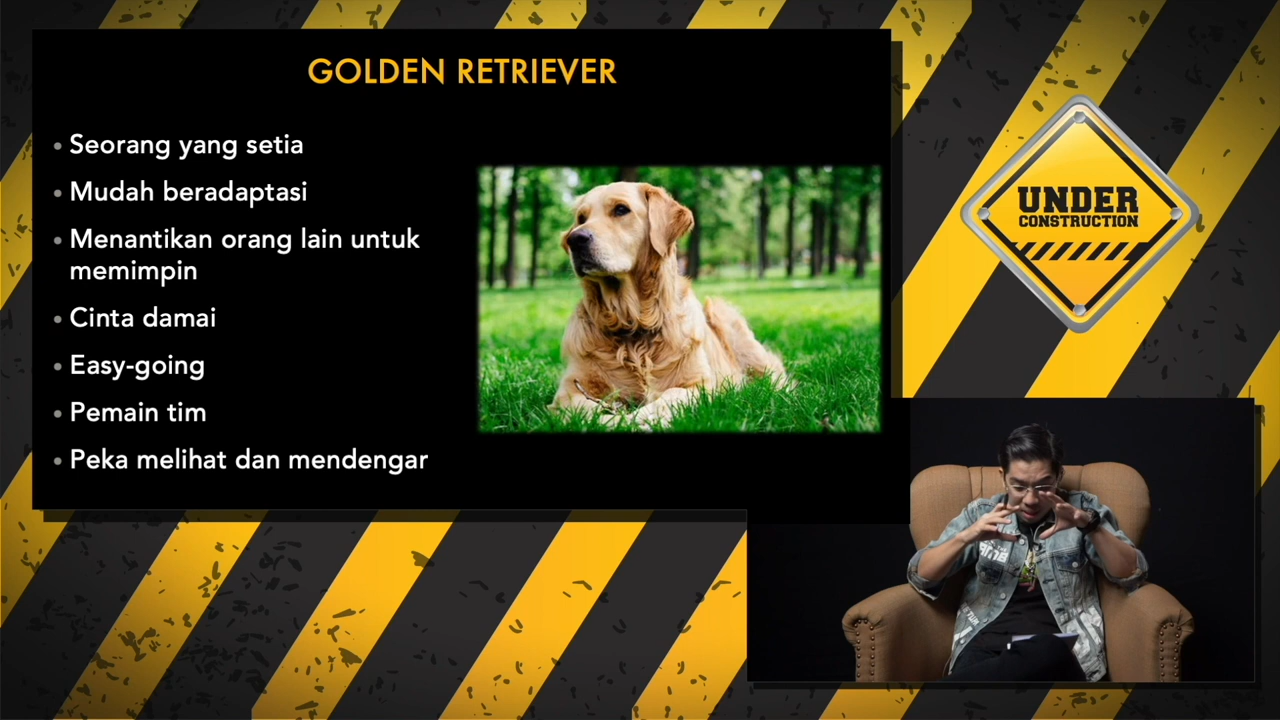 GOLDEN RETRIEVER
Seorang yang setia
Mudah beradaptasi
Menantikan orang lain untuk
memimpin
Cinta damai
Easy-going
Pemain tim
Peka melihat dan mendengar
UNDER
CONSTRUCTION